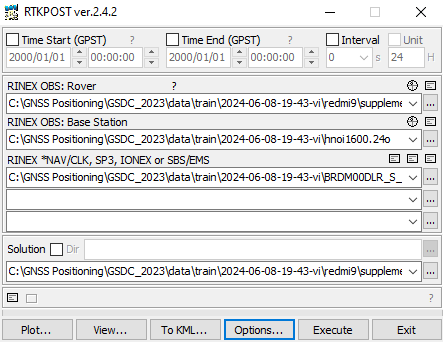 RTKPOST ver.2.4.2
Time Start (GPST) ? Time End (GPST) ? Interval Unit
2000/01/01 00:00:00 2000/01/01 00:00:00 0 s 24 H
RINEX OBS: Rover ?
C:\GNSS Positioning\GSDC_2023\data\train\2024-06-08-19-43-vi\redmi9\suppleme ...
RINEX OBS: Base Station
C:\GNSS Positioning\GSDC_2023\data\train\2024-06-08-19-43-vi\hnoi1600.24o ...
RINEX *NAV/CLK, SP3, IONEX or SBS/EMS
C:\GNSS Positioning\GSDC_2023\data\train\2024-06-08-19-43-vi\BRDM00DLR_S_ ...
...
...
Solution Dir ...
C:\GNSS Positioning\GSDC_2023\data\train\2024-06-08-19-43-vi\redmi9\suppleme ...
?
Plot... View... To KML... Options... Execute Exit